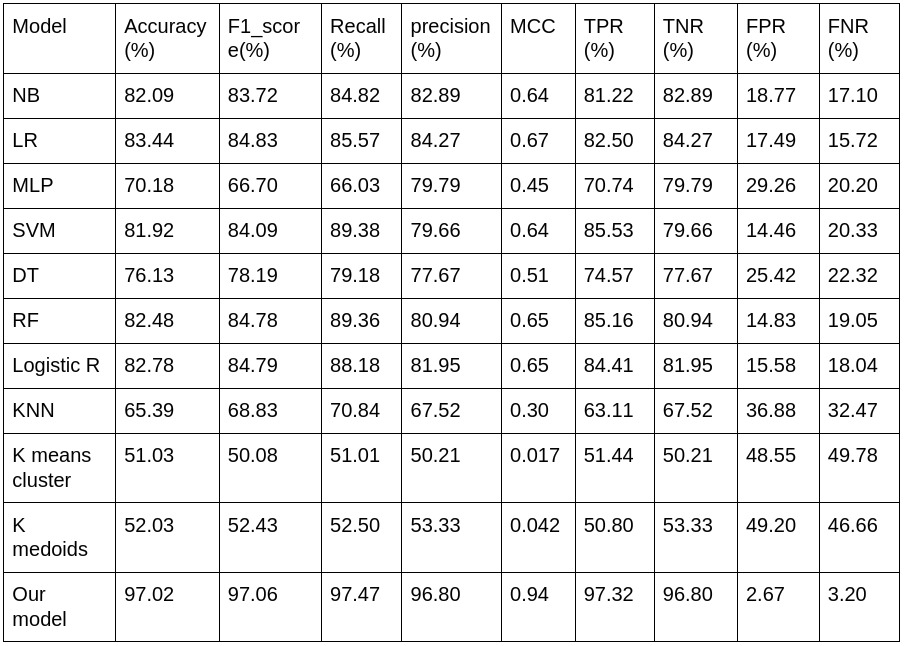 Model Accuracy F1_scor Recall precision MCC TPR TNR FPR FNR
(%) e(%) (%) (%) (%) (%) (%) (%)
NB 82.09 83.72 84.82 82.89 0.64 81.22 82.89 18.77 17.10
LR 83.44 84.83 85.57 84.27 0.67 82.50 84.27 17.49 15.72
MLP 70.18 66.70 66.03 79.79 0.45 70.74 79.79 29.26 20.20
SVM 81.92 84.09 89.38 79.66 0.64 85.53 79.66 14.46 20.33
DT 76.13 78.19 79.18 77.67 0.51 74.57 77.67 25.42 22.32
RF 82.48 84.78 89.36 80.94 0.65 85.16 80.94 14.83 19.05
Logistic R 82.78 84.79 88.18 81.95 0.65 84.41 81.95 15.58 18.04
KNN 65.39 68.83 70.84 67.52 0.30 63.11 67.52 36.88 32.47
K means 51.03 50.08 51.01 50.21 0.017 51.44 50.21 48.55 49.78
cluster
K 52.03 52.43 52.50 53.33 0.042 50.80 53.33 49.20 46.66
medoids
Our 97.02 97.06 97.47 96.80 0.94 97.32 96.80 2.67 3.20
model